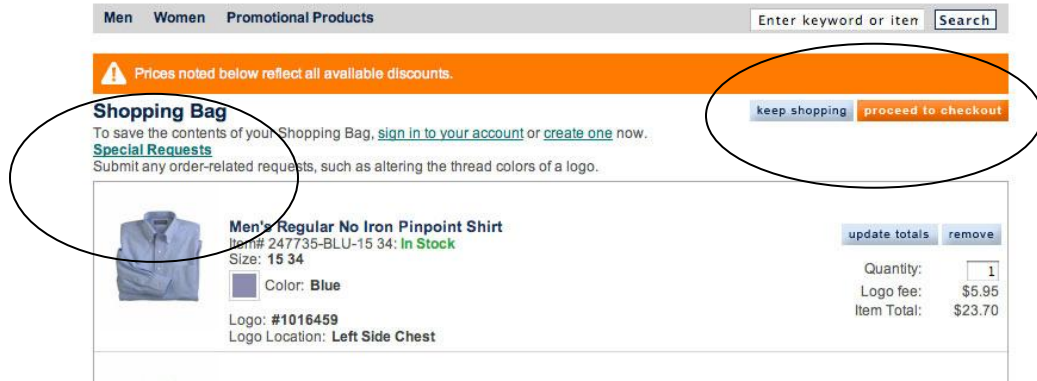 Men Women Promotional Products Enter keyword or iten Search
Prices noted below reflect all available discounts.
Shopping Bag keep shopping proceed to checkout
To save the contents of your Shopping Bag, sign in to your account or create one now.
Special Requests
Submit any order-related requests, such as altering the thread colors of a logo.
Men's Regular No Iron Pinpoint Shirt
Item# 247735-BLU-15 34: In Stock
Size: 15 34
Color: Blue
Logo: #1016459
Logo Location: Left Side Chest
update totals remove
Quantity: 1
Logo fee: $5.95
Item Total: $23.70